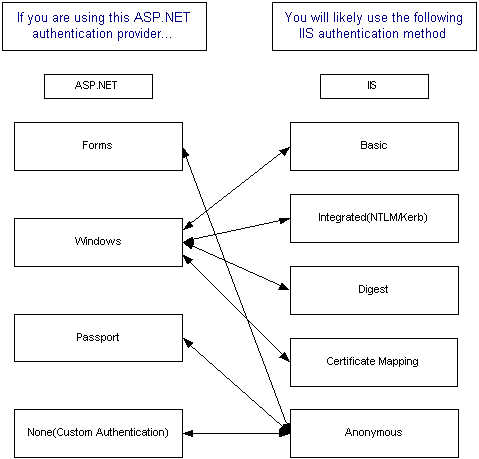 If you are using this ASP.NET
authentication provider...
You will likely use the following
IIS authentication method
ASP.NET
IIS
Forms
Basic
Integrated(NTLM/Kerb)
Windows
Digest
Passport
Certificate Mapping
None(Custom Authentication)
Anonymous